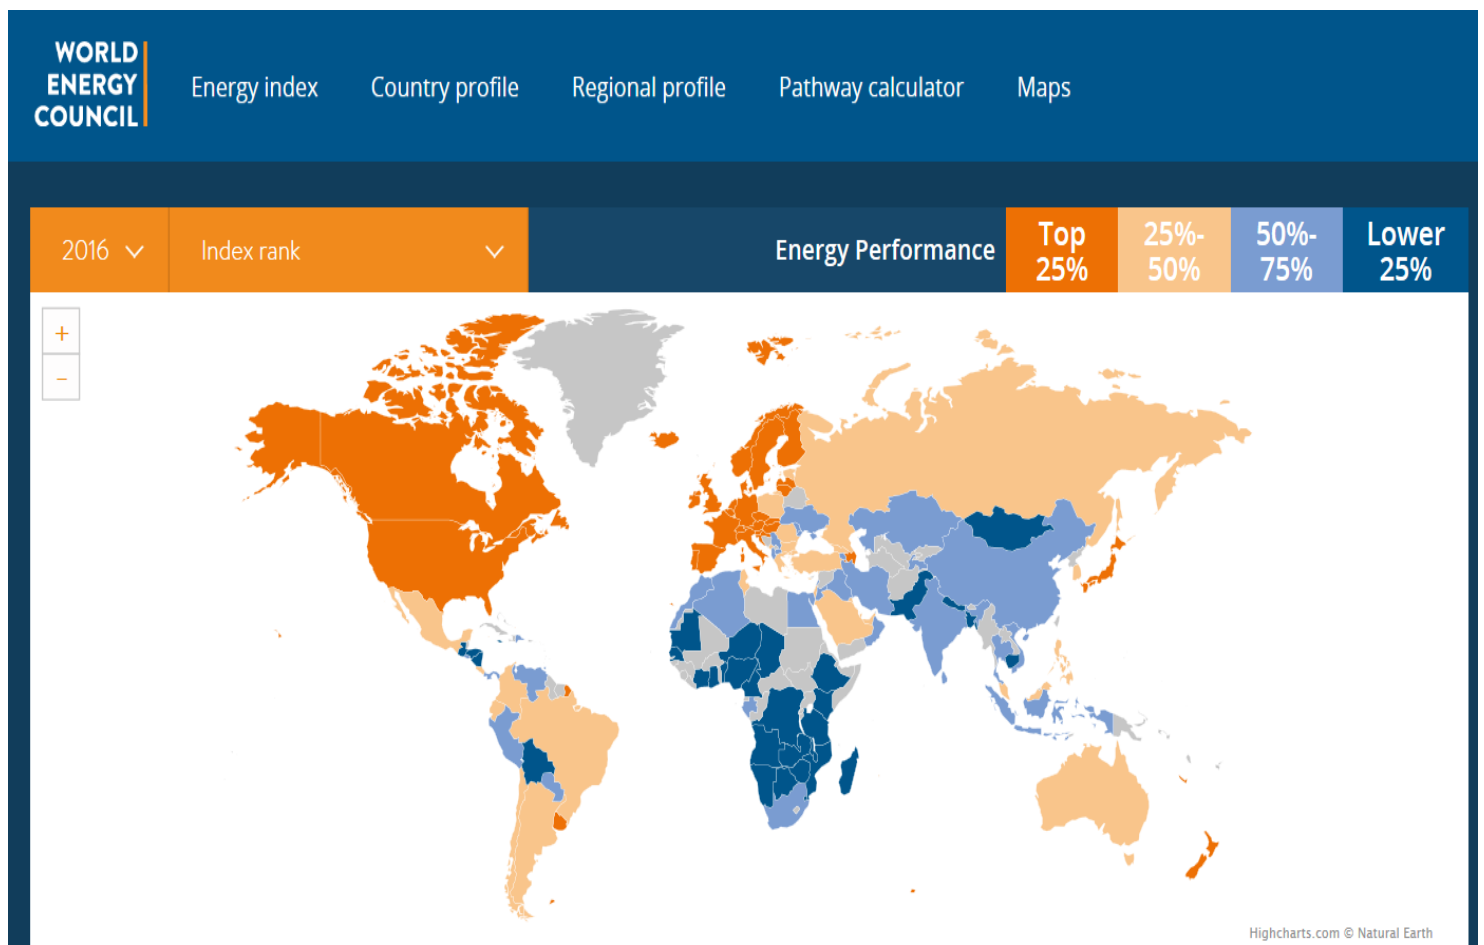 WORLD
ENERGY
COUNCIL
Energy index
Country profile
Regional profile
Pathway calculator
Maps
2016
Index rank
Energy Performance
Top
25%
25%-
50%
50%-
75%
Lower
25%
+
−
Highcharts.com © Natural Earth